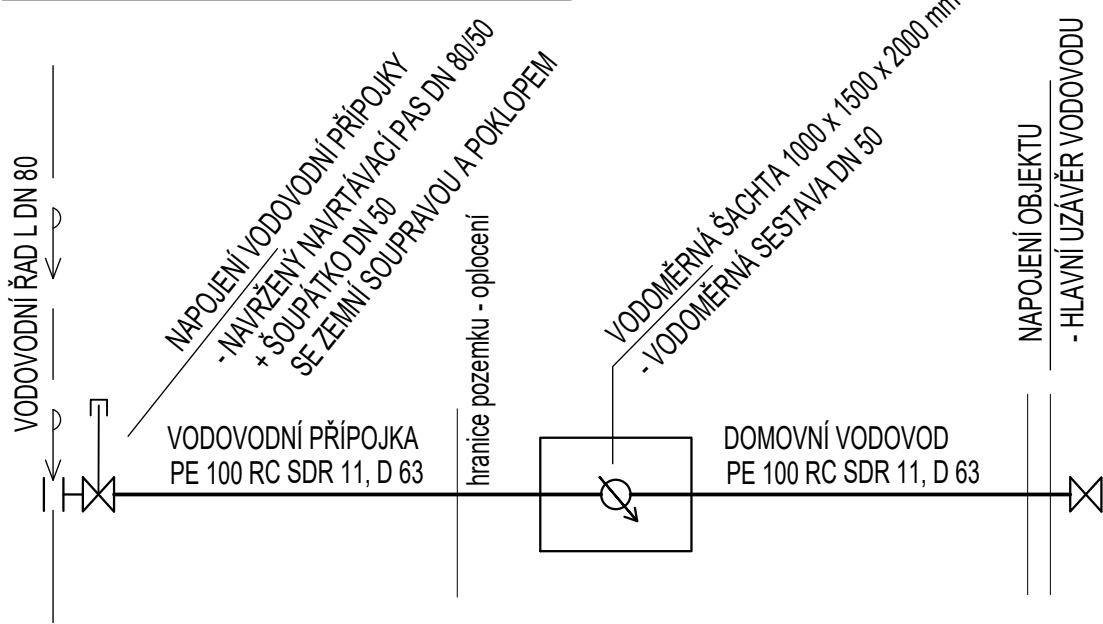 VODOVODNÍ ŘAD L DN 80
NAPOJENÍ VODOVODNÍ PŘÍPOJKY
- NAVRŽENÝ NAVRTÁVACÍ PAS DN 80/50
+ ŠOUPÁTKO DN 50
SE ZEMNÍ SOUPRAVOU A POKLOPEM
VODOVODNÍ PŘÍPOJKA
PE 100 RC SDR 11, D 63
hranice pozemku - oplocení
VODOMĚRNÁ ŠACHTA 1000 x 1500 x 2000 mm
- VODOMĚRNÁ SESTAVA DN 50
DOMOVNÍ VODOVOD
PE 100 RC SDR 11, D 63
NAPOJENÍ OBJEKTU
- HLAVNÍ UZÁVĚR VODOVODU